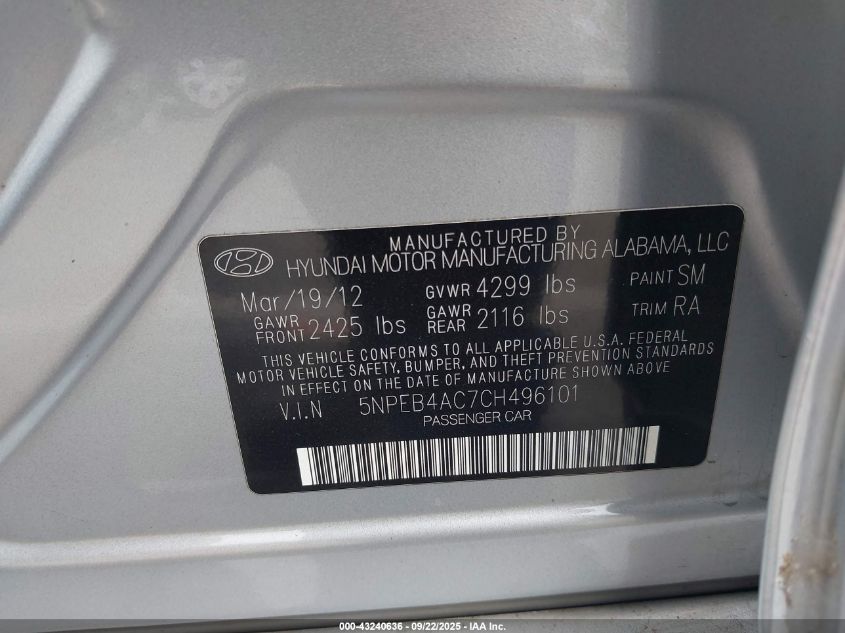 MANUFACTURED BY
HYUNDAI MOTOR MANUFACTURING ALABAMA, LLC
Mar/19/12 GVWR 4299 lbs PAINT SM
GAWR FRONT 2425 lbs GAWR REAR 2116 lbs TRIM RA
THIS VEHICLE CONFORMS TO ALL APPLICABLE U.S.A. FEDERAL
MOTOR VEHICLE SAFETY, BUMPER, AND THEFT PREVENTION STANDARDS
IN EFFECT ON THE DATE OF MANUFACTURE SHOWN ABOVE
V.I.N 5NPEB4AC7CH496101
PASSENGER CAR
000-43240636 - 09/22/2025 - IAA Inc.